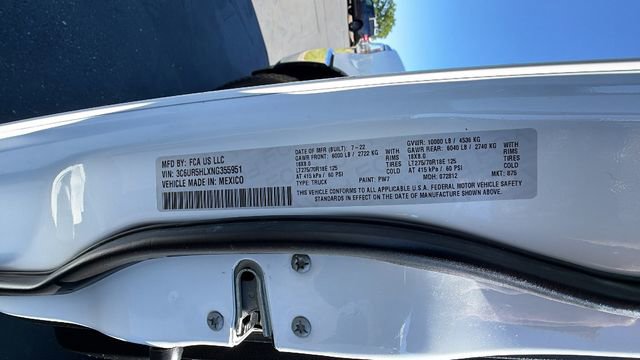 MFD BY: FCA US LLC
VIN: 3C6UR5HLXNG355951
VEHICLE MADE IN: MEXICO
DATE OF MFR (BUILT): 7-22
GAWR FRONT: 6000 LB / 2722 KG WITH
18X8.0 TIRES
LT275/70R18E 125 RIMS
AT 415 kPa / 60 PSI COLD
TYPE: TRUCK PAINT: PW7
GVWR: 10000 LB / 4536 KG
GAWR REAR: 6040 LB / 2740 KG WITH
18X8.0 TIRES
LT275/70R18E 125 RIMS
AT 415 kPa / 60 PSI COLD
MDH: 072812 MKT: 875
THIS VEHICLE CONFORMS TO ALL APPLICABLE U.S.A. FEDERAL MOTOR VEHICLE SAFETY
STANDARDS IN EFFECT ON THE DATE OF MANUFACTURE SHOWN ABOVE.